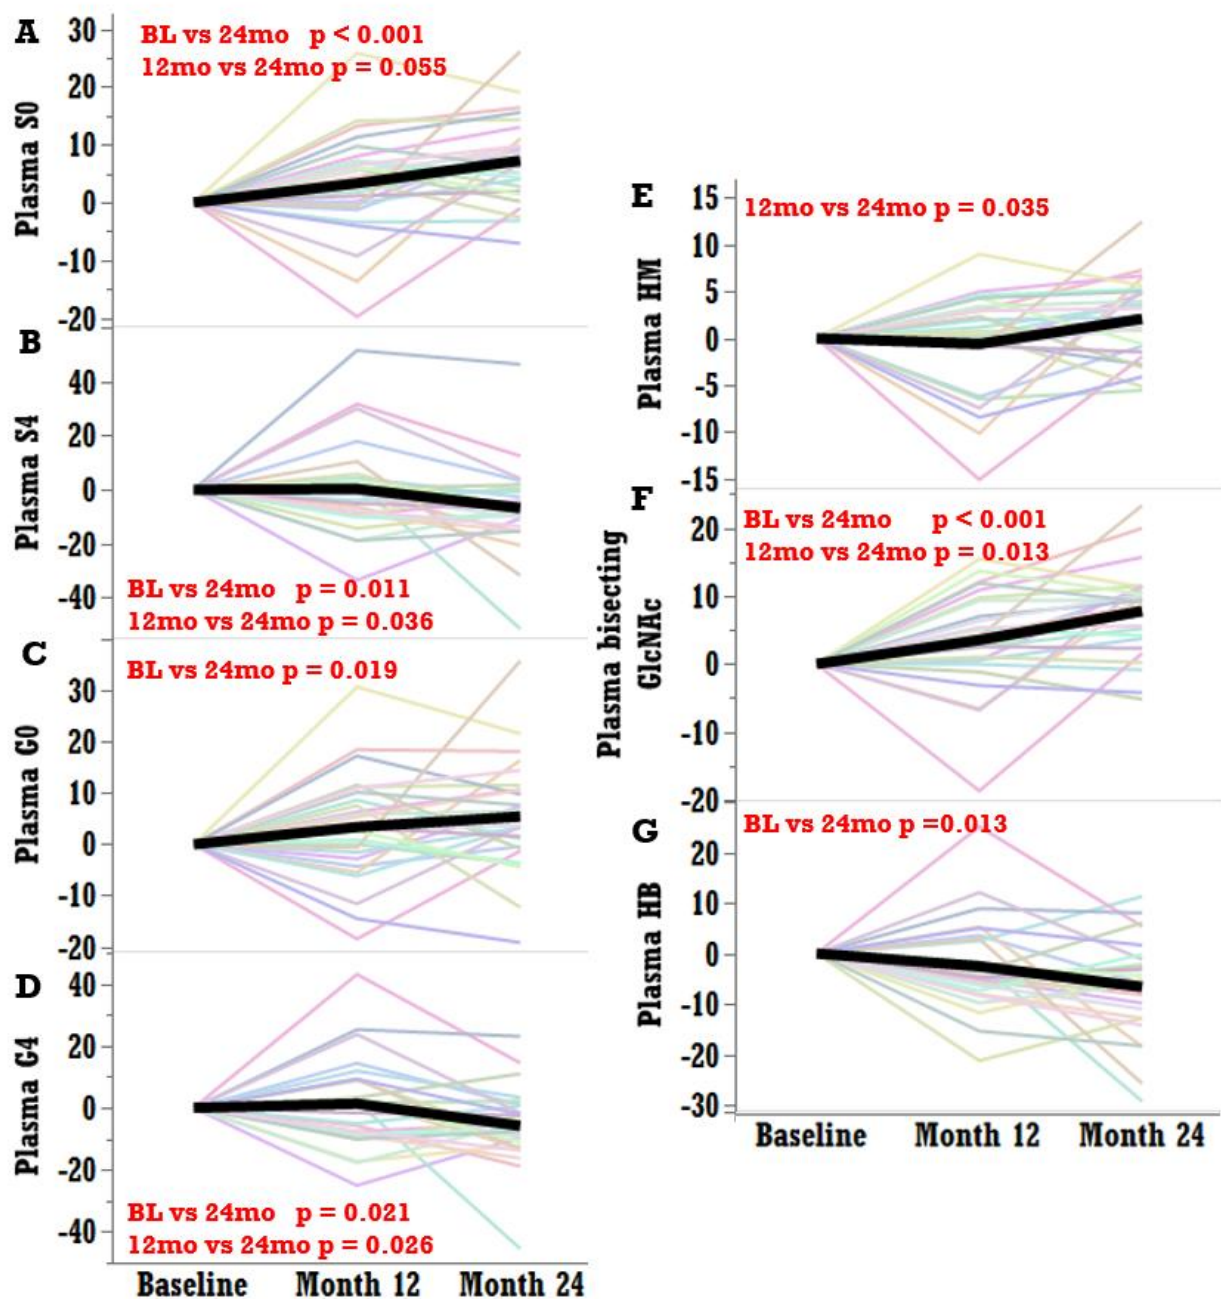 A
Plasma S0
30
20
10
0
-10
-20
BL vs 24mo p < 0.001
12mo vs 24mo p = 0.055
B
Plasma S4
40
20
0
-20
-40
BL vs 24mo p = 0.011
12mo vs 24mo p = 0.036
C
Plasma G0
30
20
10
0
-10
-20
BL vs 24mo p = 0.019
D
Plasma G4
40
20
0
-20
-40
BL vs 24mo p = 0.021
12mo vs 24mo p = 0.026
Baseline Month 12 Month 24
E
Plasma HM
15
10
5
0
-5
-10
-15
12mo vs 24mo p = 0.035
F
Plasma bisecting
GlcNAc
20
10
0
-10
-20
BL vs 24mo p < 0.001
12mo vs 24mo p = 0.013
G
Plasma HB
20
10
0
-10
-20
-30
BL vs 24mo p =0.013
Baseline Month 12 Month 24